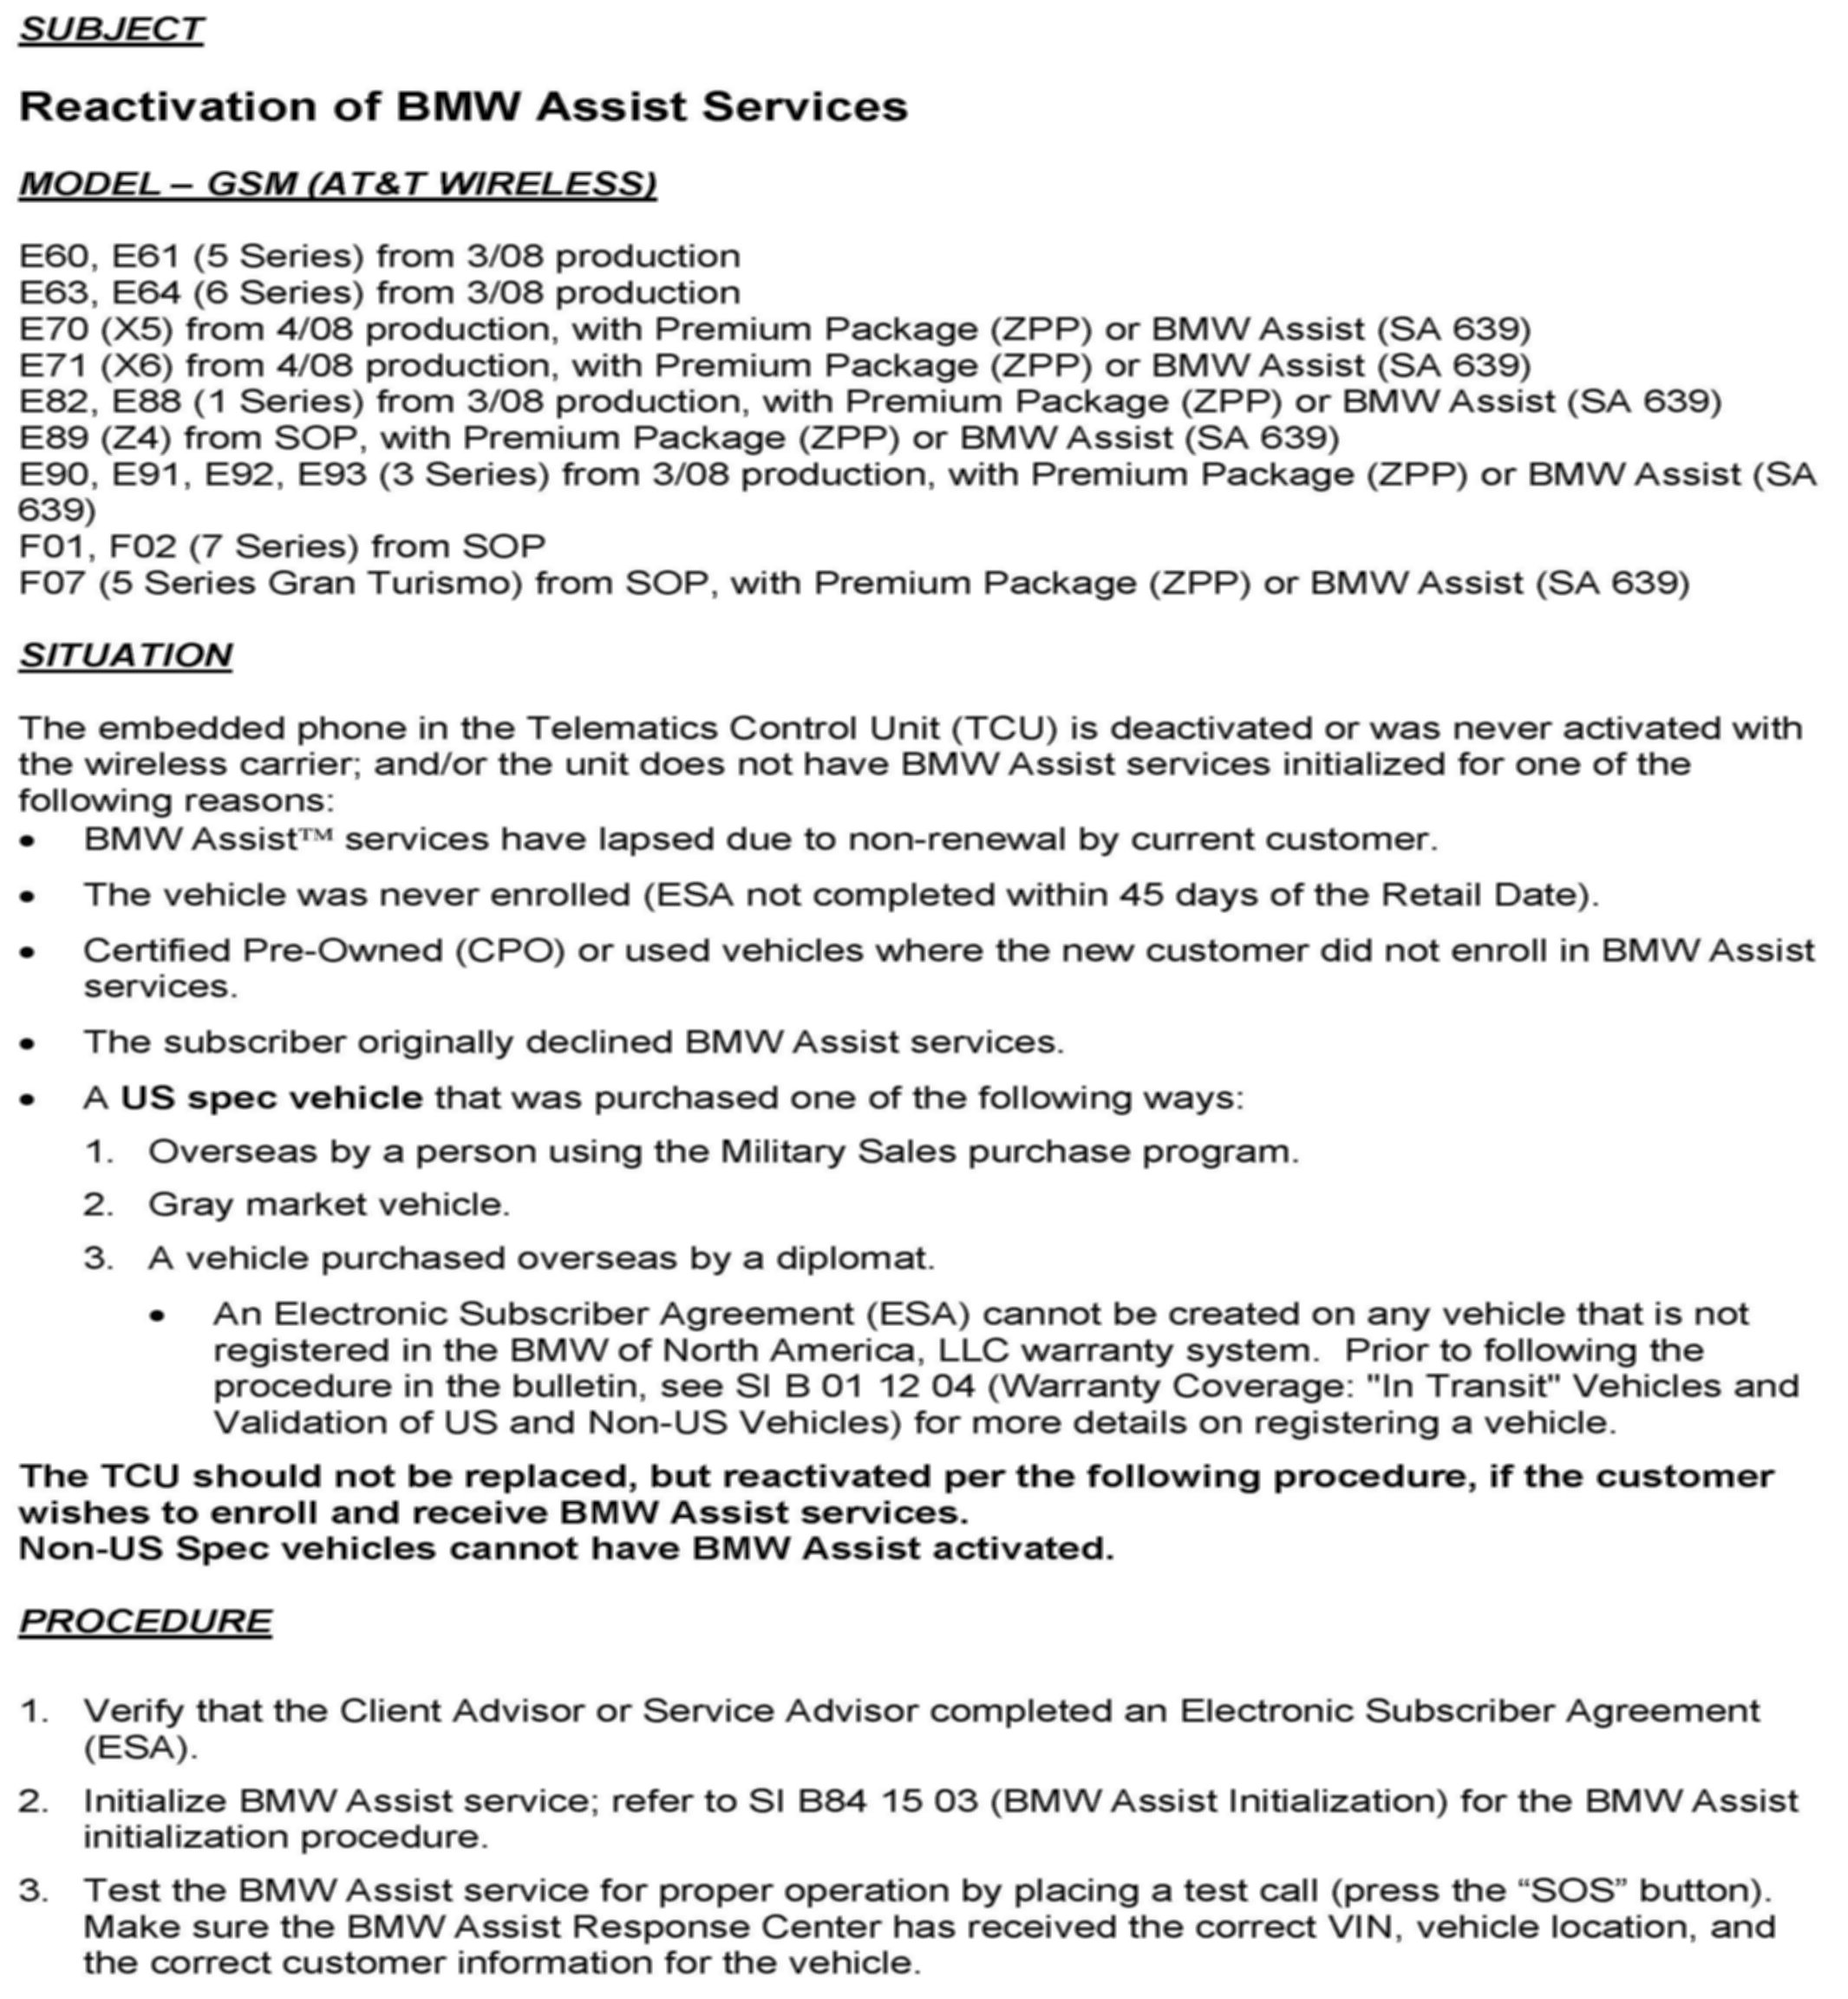 SUBJECT
Reactivation of BMW Assist Services
MODEL – GSM (AT&T WIRELESS)
E60, E61 (5 Series) from 3/08 production
E63, E64 (6 Series) from 3/08 production
E70 (X5) from 4/08 production, with Premium Package (ZPP) or BMW Assist (SA 639)
E71 (X6) from 4/08 production, with Premium Package (ZPP) or BMW Assist (SA 639)
E82, E88 (1 Series) from 3/08 production, with Premium Package (ZPP) or BMW Assist (SA 639)
E89 (Z4) from SOP, with Premium Package (ZPP) or BMW Assist (SA 639)
E90, E91, E92, E93 (3 Series) from 3/08 production, with Premium Package (ZPP) or BMW Assist (SA
639)
F01, F02 (7 Series) from SOP
F07 (5 Series Gran Turismo) from SOP, with Premium Package (ZPP) or BMW Assist (SA 639)
SITUATION
The embedded phone in the Telematics Control Unit (TCU) is deactivated or was never activated with
the wireless carrier; and/or the unit does not have BMW Assist services initialized for one of the
following reasons:
• BMW Assist™ services have lapsed due to non-renewal by current customer.
• The vehicle was never enrolled (ESA not completed within 45 days of the Retail Date).
• Certified Pre-Owned (CPO) or used vehicles where the new customer did not enroll in BMW Assist
services.
• The subscriber originally declined BMW Assist services.
• A US spec vehicle that was purchased one of the following ways:
1. Overseas by a person using the Military Sales purchase program.
2. Gray market vehicle.
3. A vehicle purchased overseas by a diplomat.
• An Electronic Subscriber Agreement (ESA) cannot be created on any vehicle that is not
registered in the BMW of North America, LLC warranty system. Prior to following the
procedure in the bulletin, see SI B 01 12 04 (Warranty Coverage: "In Transit" Vehicles and
Validation of US and Non-US Vehicles) for more details on registering a vehicle.
The TCU should not be replaced, but reactivated per the following procedure, if the customer
wishes to enroll and receive BMW Assist services.
Non-US Spec vehicles cannot have BMW Assist activated.
PROCEDURE
1. Verify that the Client Advisor or Service Advisor completed an Electronic Subscriber Agreement
(ESA).
2. Initialize BMW Assist service; refer to SI B84 15 03 (BMW Assist Initialization) for the BMW Assist
initialization procedure.
3. Test the BMW Assist service for proper operation by placing a test call (press the “SOS” button).
Make sure the BMW Assist Response Center has received the correct VIN, vehicle location, and
the correct customer information for the vehicle.